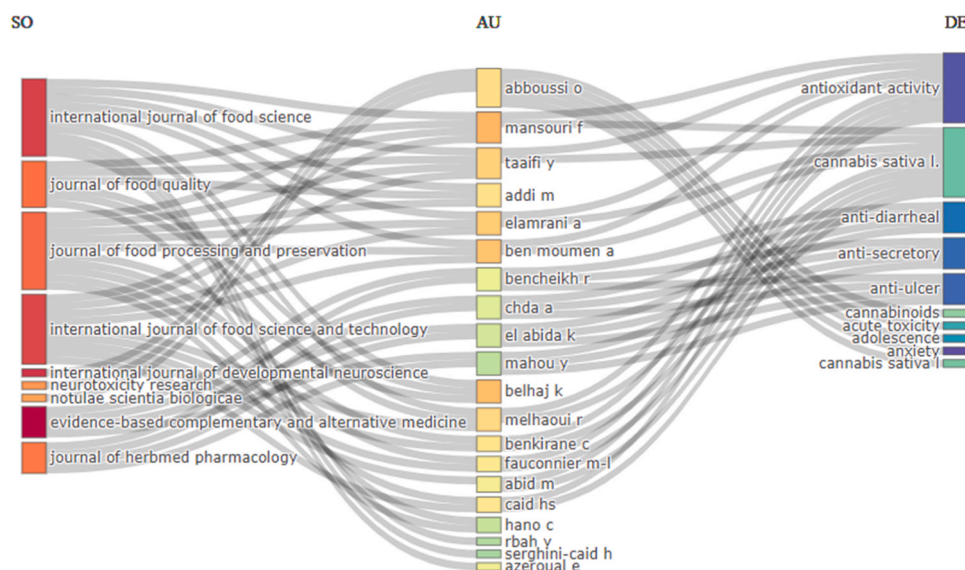 SO
AU
DE
international journal of food science
journal of food quality
journal of food processing and preservation
international journal of food science and technology
international journal of developmental neuroscience
neurotoxicity research
notulae scientia biologicae
evidence-based complementary and alternative medicine
journal of herbmed pharmacology
abboussi o
mansouri f
taaifi y
addi m
elamrani a
ben moumen a
bencheikh r
chda a
el abida k
mahou y
belhaj k
melhaoui r
benkirane c
fauconnier m-l
abid m
caid hs
hano c
rbah y
serghini-caid h
azeroual e
antioxidant activity
cannabis sativa l.
anti-diarrheal
anti-secretory
anti-ulcer
cannabinoids
acute toxicity
adolescence
anxiety
cannabis sativa l